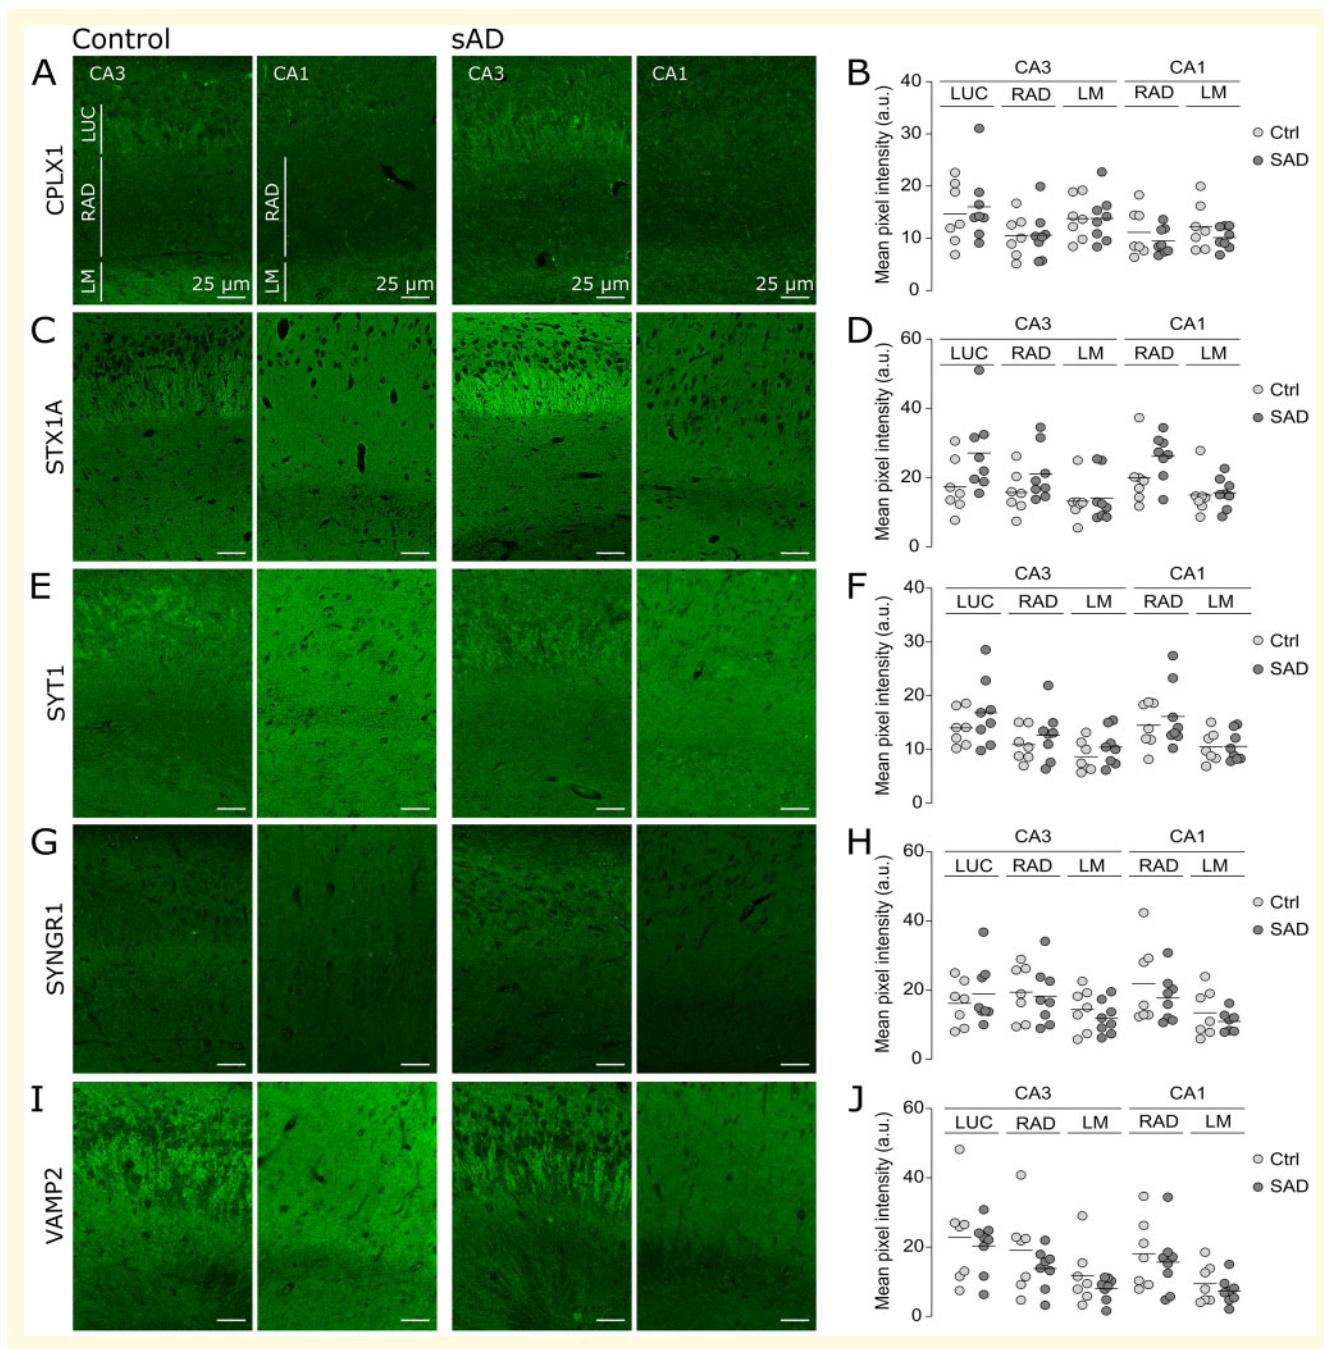 Control sAD
A CA3 CA1 CA3 CA1
CPLX1
LUC
RAD
LM
RAD
LM
25 µm 25 µm 25 µm 25 µm
B
CA3 CA1
LUC RAD LM RAD LM
Mean pixel intensity (a.u.)
40
30
20
10
0
Ctrl
SAD
C
STX1A
D
CA3 CA1
LUC RAD LM RAD LM
Mean pixel intensity (a.u.)
60
40
20
0
Ctrl
SAD
E
SYT1
F
CA3 CA1
LUC RAD LM RAD LM
Mean pixel intensity (a.u.)
40
30
20
10
0
Ctrl
SAD
G
SYNGR1
H
CA3 CA1
LUC RAD LM RAD LM
Mean pixel intensity (a.u.)
60
40
20
0
Ctrl
SAD
I
VAMP2
J
CA3 CA1
LUC RAD LM RAD LM
Mean pixel intensity (a.u.)
60
40
20
0
Ctrl
SAD